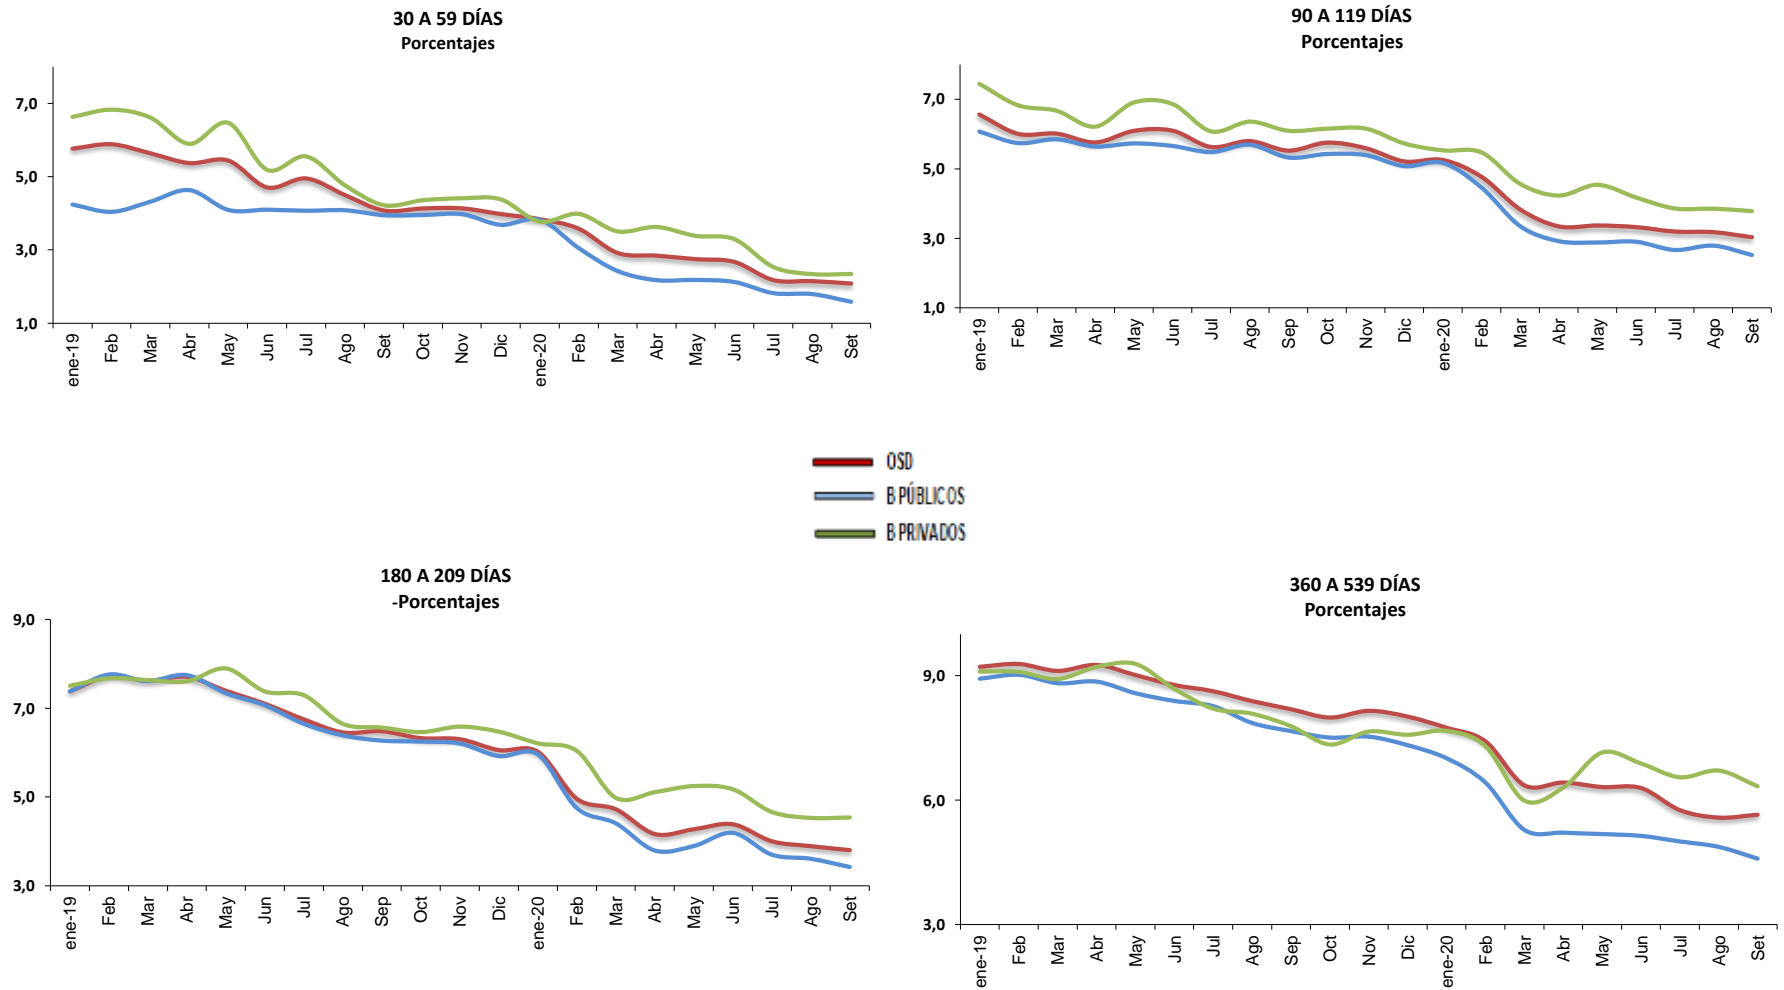 30 A 59 DÍAS
Porcentajes
7,0
5,0
3,0
1,0
ene-19 Feb Mar Abr May Jun Jul Ago Set Oct Nov Dic ene-20 Feb Mar Abr May Jun Jul Ago Set
90 A 119 DÍAS
Porcentajes
7,0
5,0
3,0
1,0
ene-19 Feb Mar Abr May Jun Jul Ago Sep Oct Nov Dic ene-20 Feb Mar Abr May Jun Jul Ago Set
OSD
B PÚBLICOS
B PRIVADOS
180 A 209 DÍAS
-Porcentajes
9,0
7,0
5,0
3,0
ene-19 Feb Mar Abr May Jun Jul Ago Sep Oct Nov Dic ene-20 Feb Mar Abr May Jun Jul Ago Set
360 A 539 DÍAS
Porcentajes
9,0
6,0
3,0
ene-19 Feb Mar Abr May Jun Jul Ago Sep Oct Nov Dic ene-20 Feb Mar Abr May Jun Jul Ago Set